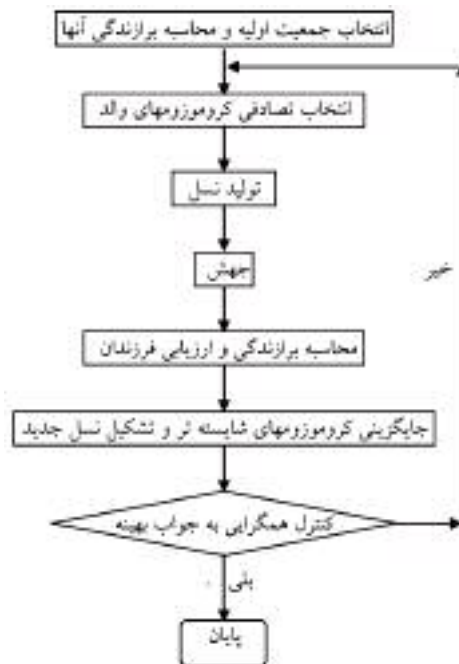 انتخاب جمعیت اولیه و محاسبه برازندگی آنها
انتخاب تصادفی کروموزومهای والد
تولید نسل
جهش
خیر
محاسبه برازندگی و ارزیابی فرزندان
جایگزینی کروموزومهای شایسته تر و تشکیل نسل جدید
کنترل همگرایی به جواب بهینه
بلی
پایان